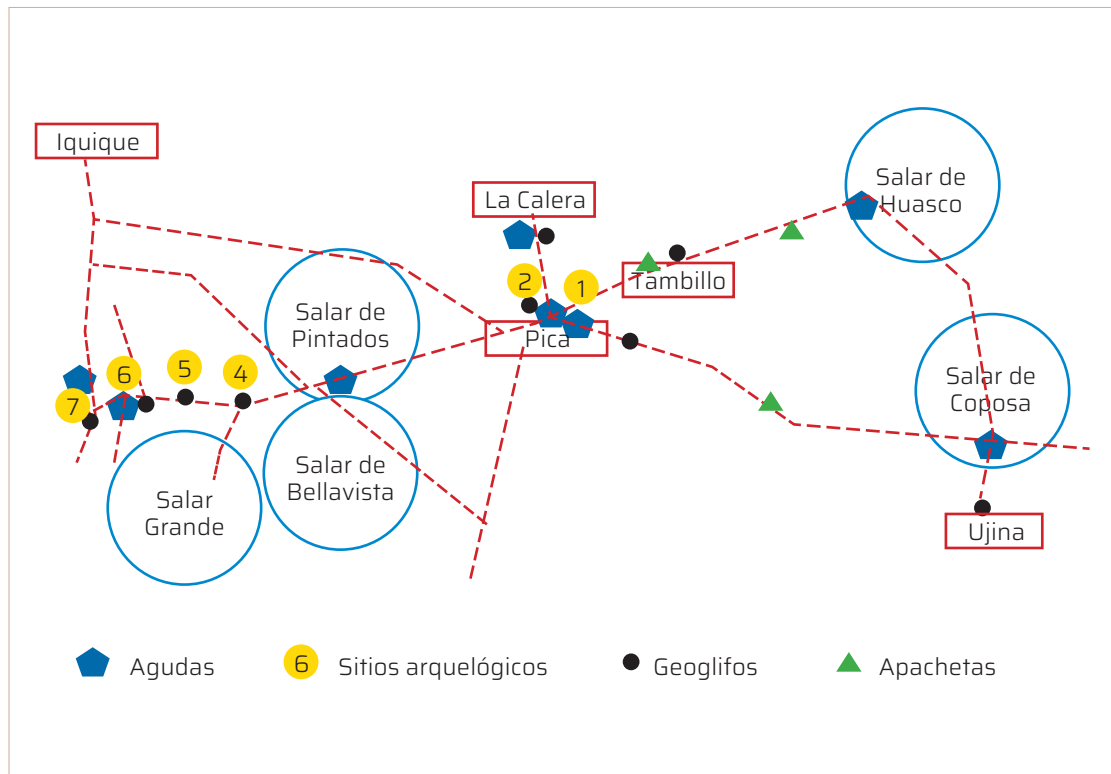 Iquique
La Calera
Salar de
Huasco
2
1
Tambillo
Salar de
Pintados
Pica
6
5
4
7
Salar de
Coposa
Salar
Grande
Salar de
Bellavista
Ujina
Agudas
6
Sitios arquelógicos
Geoglifos
Apachetas